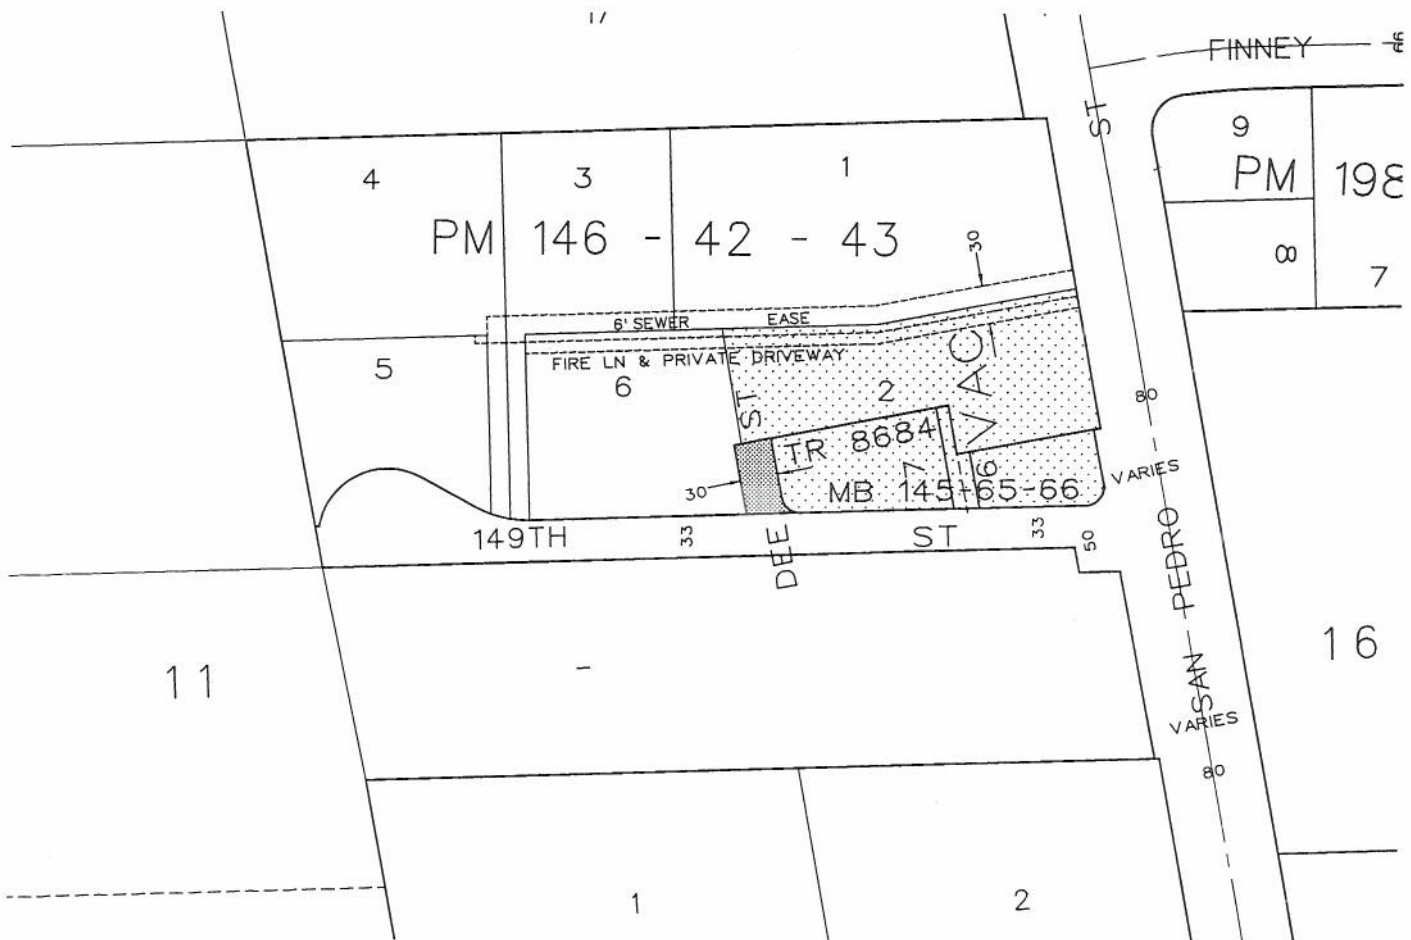 17
FINNEY
66
ST
9
PM 198
8
7
4
3
1
PM 146 - 42 - 43
30
6' SEWER EASE
FIRE LN & PRIVATE DRIVEWAY
5
6
2
VAC
ST
TR 8684
7
6
MB 145-65-66
30
80
VARIES
149TH ST
33
33
50
DEE
SAN PEDRO
11
-
16
VARIES
80
1
2